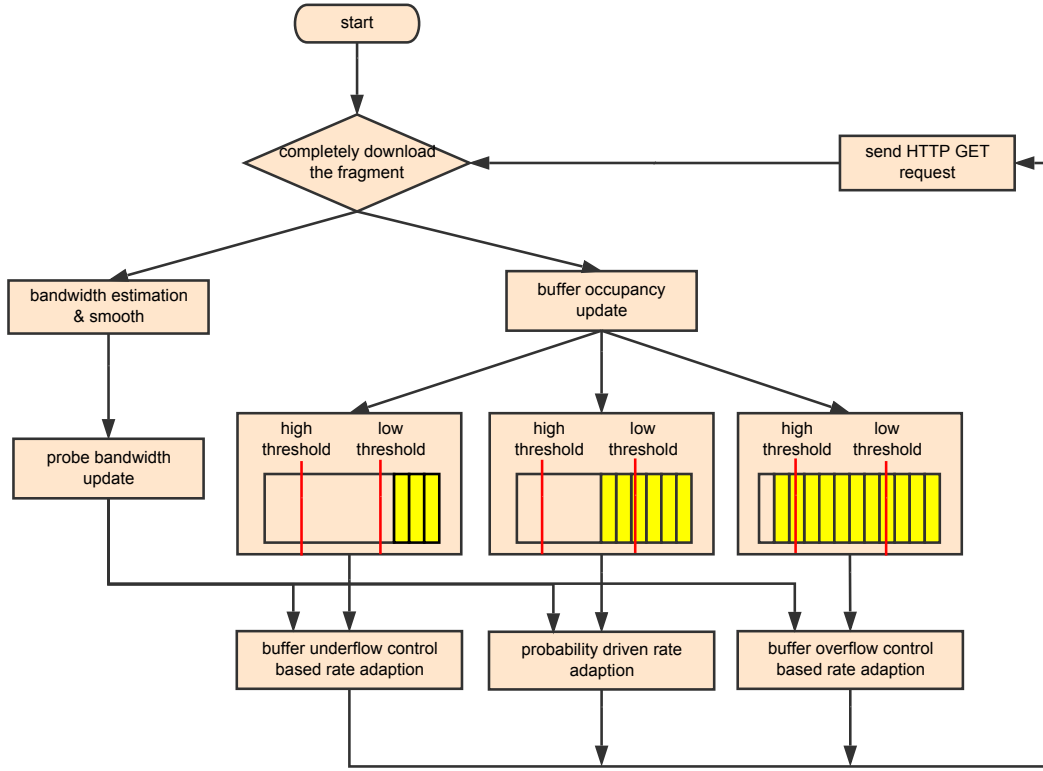 start
completely download
the fragment
send HTTP GET
request
bandwidth estimation
& smooth
buffer occupancy
update
probe bandwidth
update
high
threshold
low
threshold
high
threshold
low
threshold
high
threshold
low
threshold
buffer underflow control
based rate adaption
probability driven rate
adaption
buffer overflow control
based rate adaption